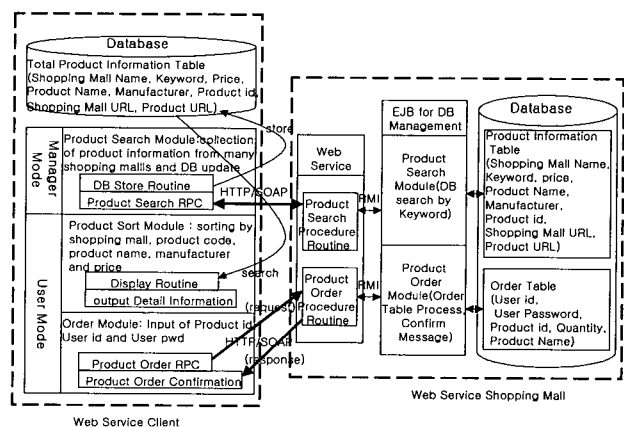 Database
Total Product Information Table
(Shopping Mall Name, Keyword, Price,
Product Name, Manufacturer, Product id,
Shopping Mall URL, Product URL)
store
Manager
Mode
Product Search Module:collection
of product information from many
shopping mallls and DB update
DB Store Routine
Product Search RPC
HTTP/SOAP
User Mode
Product Sort Module : sorting by
shopping mall, product code,
product name, manufacturer
and price
Display Routine
output Detail Information
search
Order Module: Input of Product id,
User id and User pwd
Product Order RPC
Product Order Confirmation
(request)
HTTP/SOAP
(response)
Web Service Client
Web
Service
Product
Search
Procedure
Routine
Product
Order
Procedure
Routine
RMI
RMI
EJB for DB
Management
Product
Search
Module(DB
search by
Keyword)
Product
Order
Module(Order
Table Process,
Confirm
Message)
Database
Product Information
Table
(Shopping Mall Name,
Keyword, price,
Product Name,
Manufacturer,
Product id,
Shopping Mall URL,
Product URL)
Order Table
(User id,
User Password,
Product id, Quantity,
Product Name)
Web Service Shopping Mall